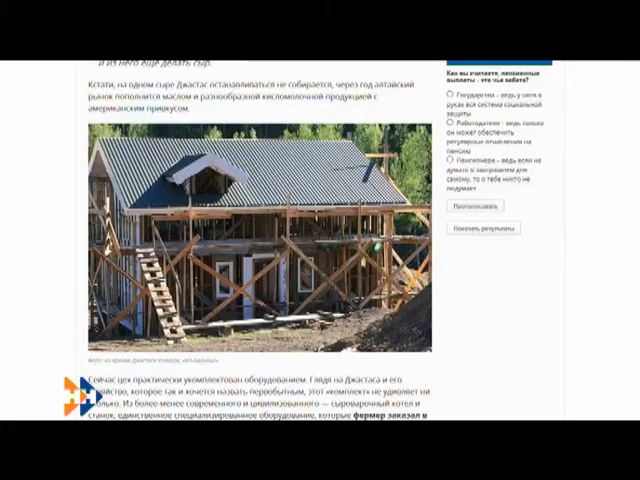 и из него еще делать сыр.
Кстати, на одном сыре Джастас останавливаться не собирается, через год алтайский
рынок пополнится маслом и разнообразной кисломолочной продукцией с
американским привкусом.
Сейчас цех практически укомплектован оборудованием. Глядя на Джастаса и его
которое так и хочется назвать первобытным, этот «комплект» не удивляет ни
Из более-менее современного и цивилизованного — сыроварочный котел и
станок, единственное специализированное оборудование, которые фермер заказал в
Как вы считаете, пенсионные
выплаты - это чья забота?
Государства - ведь у него в
руках вся система социальной
защиты
Работодателя - ведь только
он может обеспечить
регулярные отчисления на
пенсию
Пенсионера - ведь если не
думать о завтрашнем дне
самому, то о тебе никто не
подумает
Проголосовать
Показать результаты